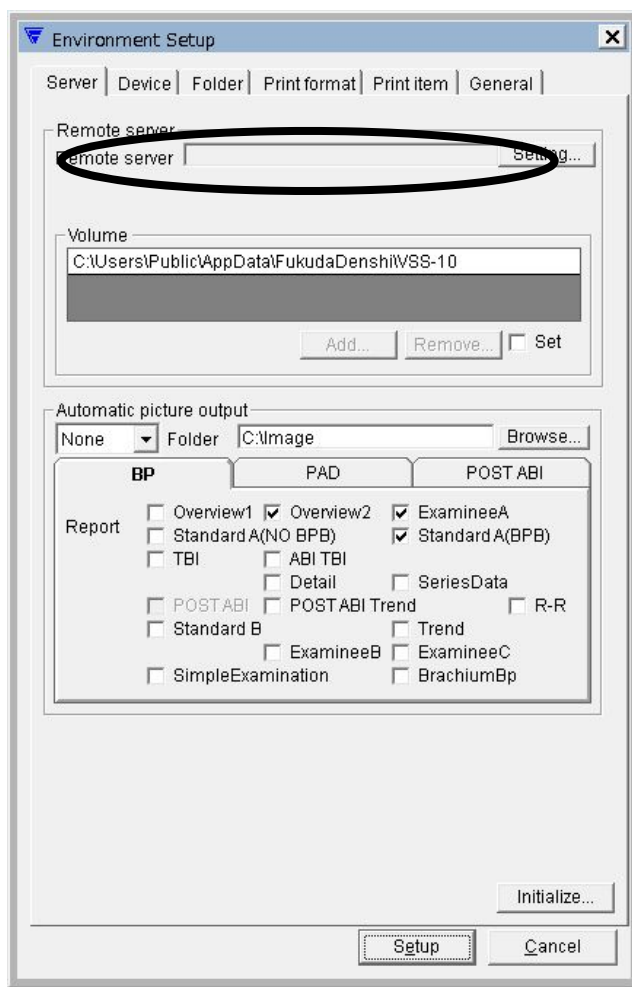 Environment Setup
Server Device Folder Print format Print item General
Remote server
Remote server Setting...
Volume
C:\Users\Public\AppData\FukudaDenshi\VSS-10
Add... Remove... Set
Automatic picture output
None Folder C:\Image Browse...
BP PAD POST ABI
Report Overview1 Overview2 ExamineeA
Standard A(NO BPB) Standard A(BPB)
TBI ABI TBI
Detail SeriesData
POST ABI POST ABI Trend R-R
Standard B Trend
ExamineeB ExamineeC
SimpleExamination BrachiumBp
Initialize...
Setup Cancel